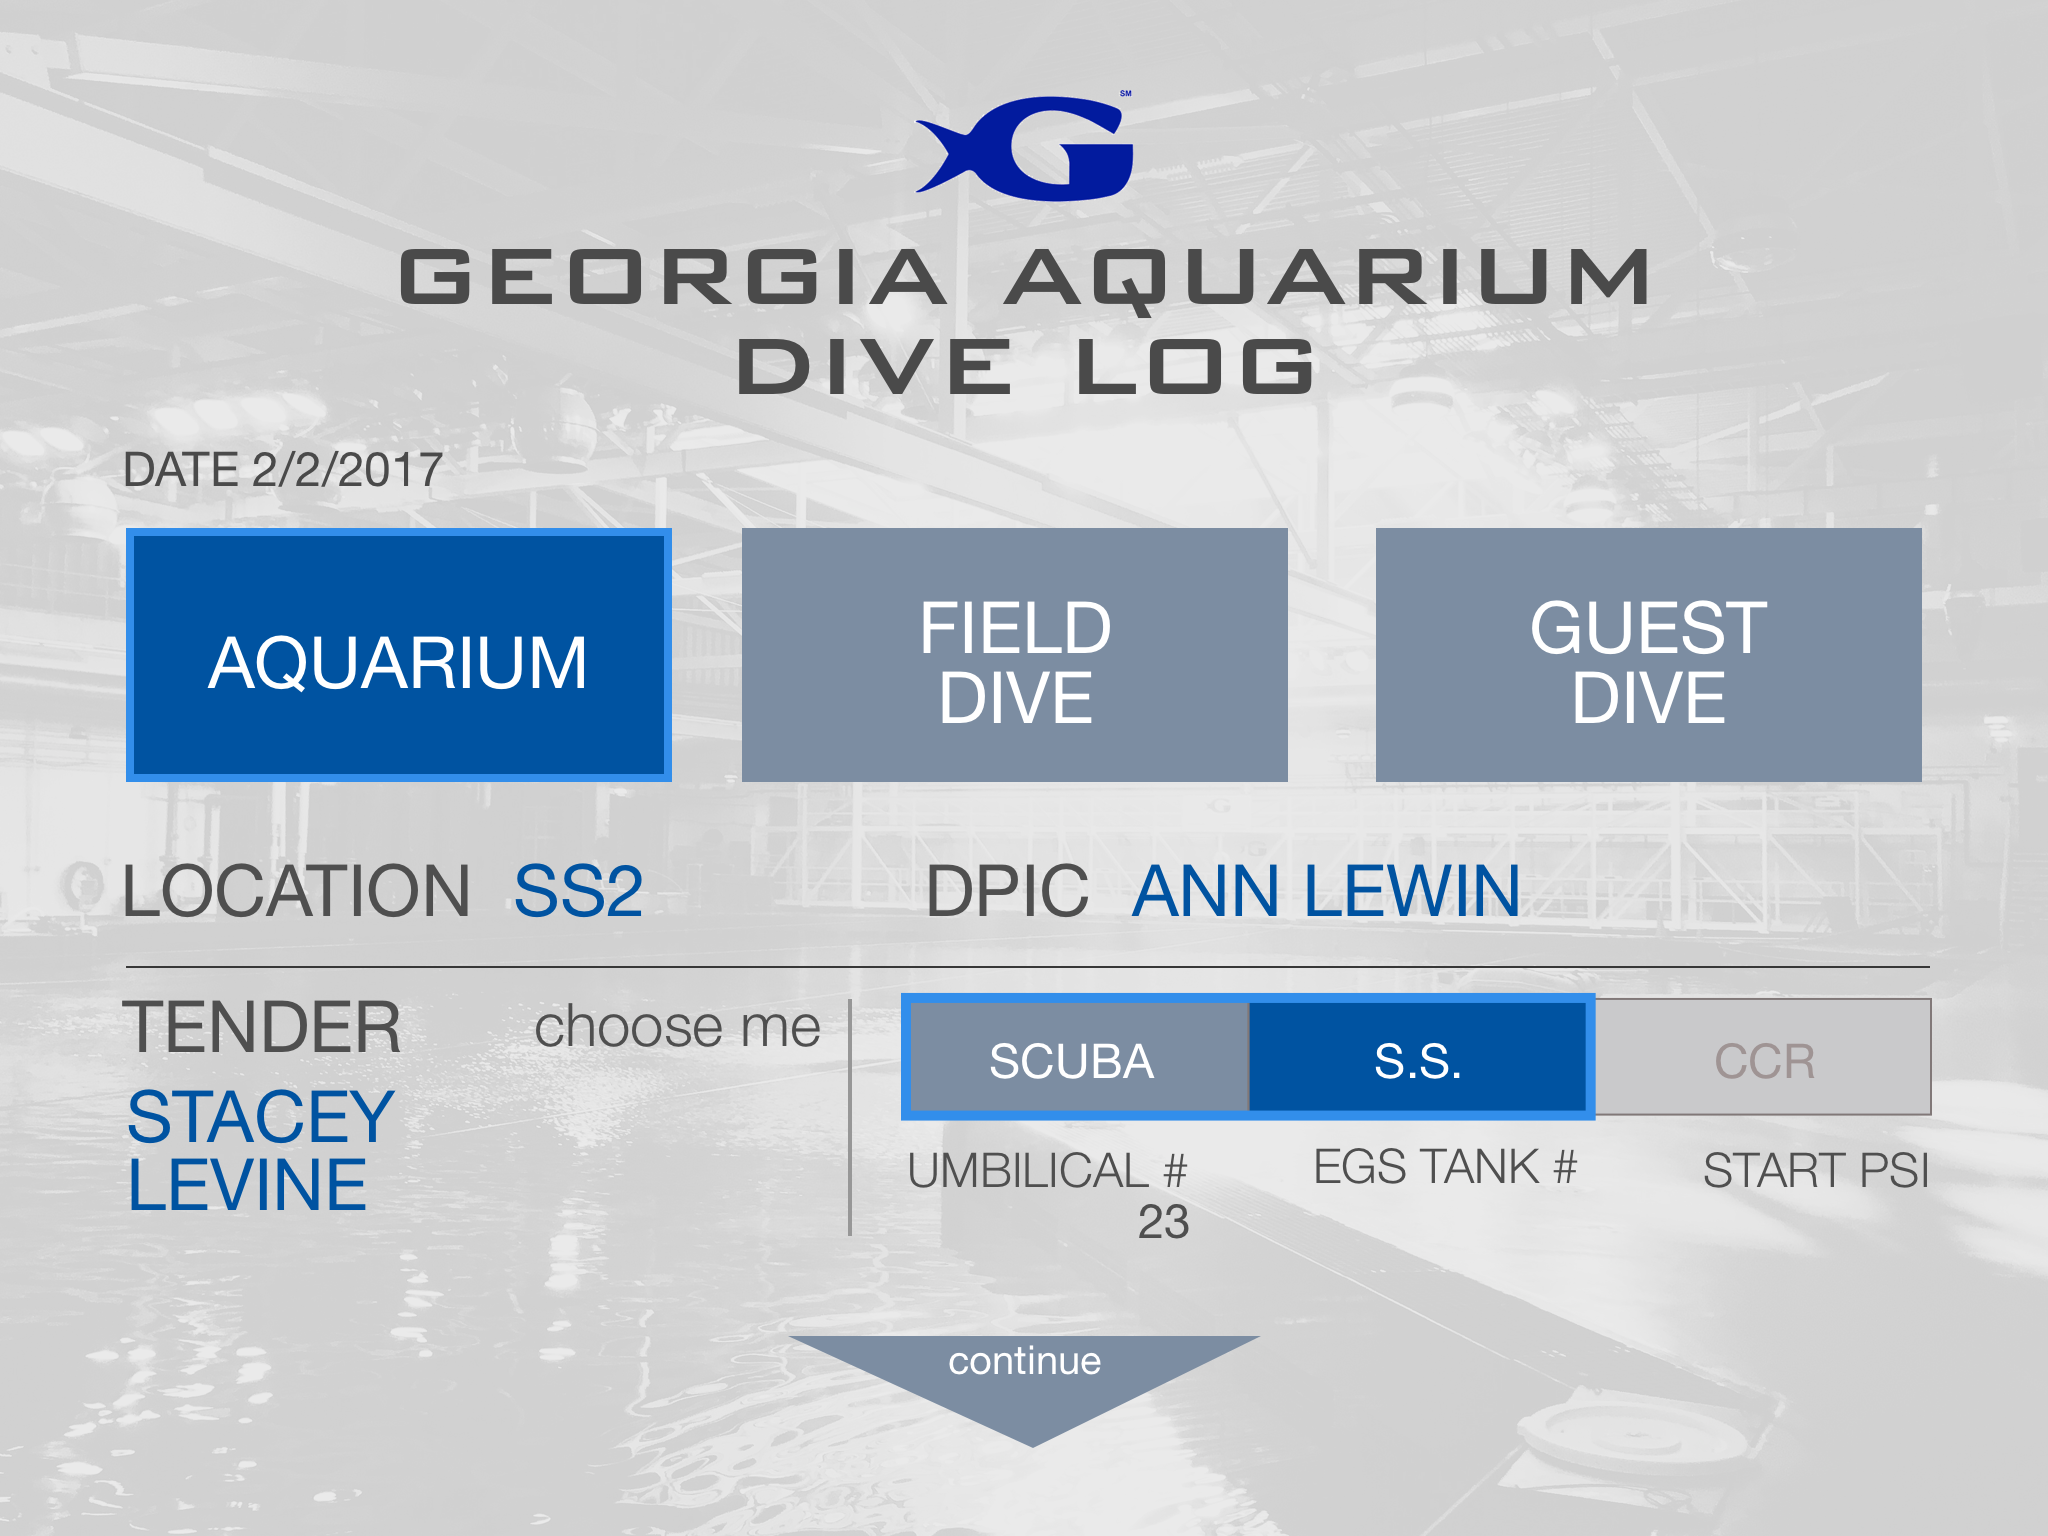 SM
GEORGIA AQUARIUM
DIVE LOG
DATE 2/2/2017
AQUARIUM
FIELD
DIVE
GUEST
DIVE
LOCATION SS2
DPIC ANN LEWIN
TENDER choose me
STACEY
LEVINE
SCUBA S.S. CCR
UMBILICAL # EGS TANK # START PSI
23
continue